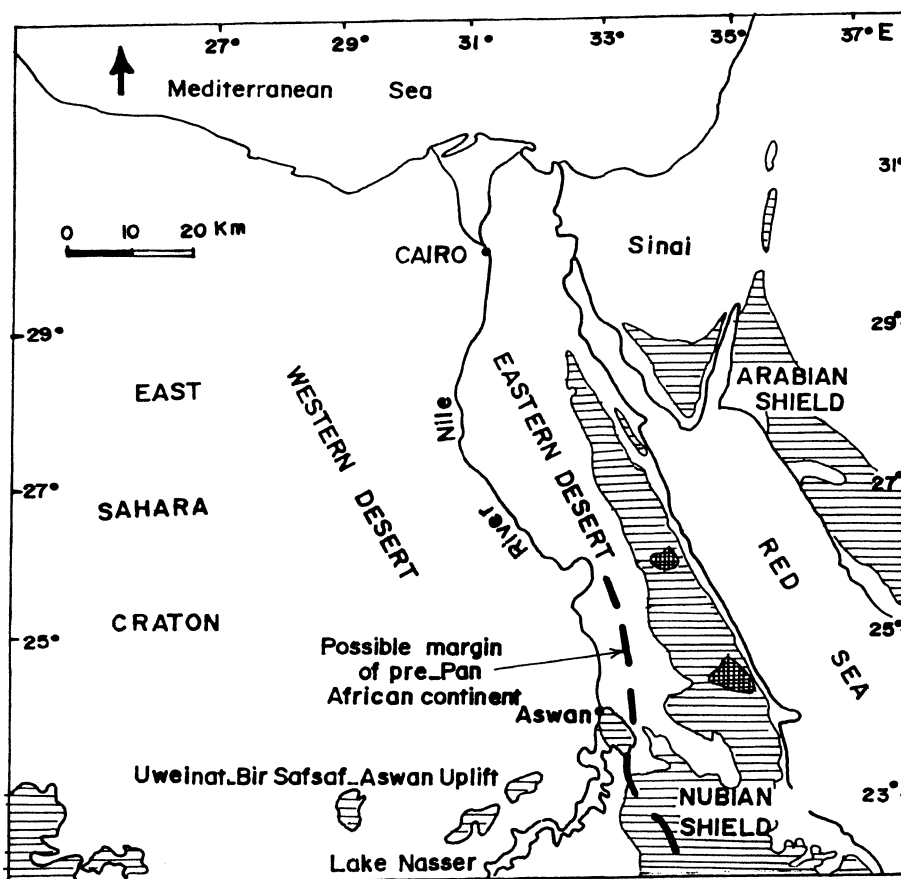 27° 29° 31° 33° 35° 37° E
Mediterranean Sea
31°
0 10 20 Km
CAIRO
Sinai
29°
29°
EAST
WESTERN DESERT
Nile
River
EASTERN DESERT
ARABIAN
SHIELD
27°
27°
SAHARA
RED
SEA
CRATON
25°
25°
Possible margin
of pre_Pan
African continent
Aswan
Uweinat_Bir Safsaf_Aswan Uplift
NUBIAN
SHIELD
23°
Lake Nasser